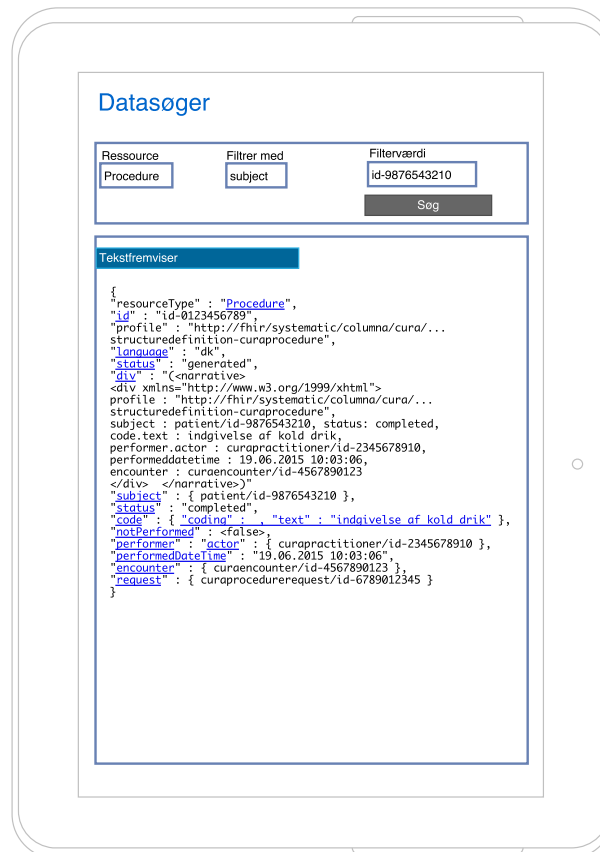 Datasøger
Ressource Filtrer med Filterværdi
Procedure subject id-9876543210
Søg
Tekstfremviser
{
"resourceType" : "Procedure",
"id" : "id-0123456789",
"profile" : "http://fhir/systematic/columna/cura/...
structuredefinition-curaprocedure",
"language" : "dk",
"status" : "generated",
"div" : "(<narrative>
<div xmlns="http://www.w3.org/1999/xhtml">
profile : "http://fhir/systematic/columna/cura/...
structuredefinition-curaprocedure",
subject : patient/id-9876543210, status: completed,
code.text : indgivelse af kold drik,
performer.actor : curapractitioner/id-2345678910,
performeddatetime : 19.06.2015 10:03:06,
encounter : curaencounter/id-4567890123
</div>  </narrative>)"
"subject" : { patient/id-9876543210 },
"status" : "completed",
"code" : { "coding" :  , "text" : "indgivelse af kold drik" },
"notPerformed" : <false>,
"performer" : "actor" : { curapractitioner/id-2345678910 },
"performedDateTime" : "19.06.2015 10:03:06",
"encounter" : { curaencounter/id-4567890123 },
"request" : { curaprocedurerequest/id-6789012345 }
}